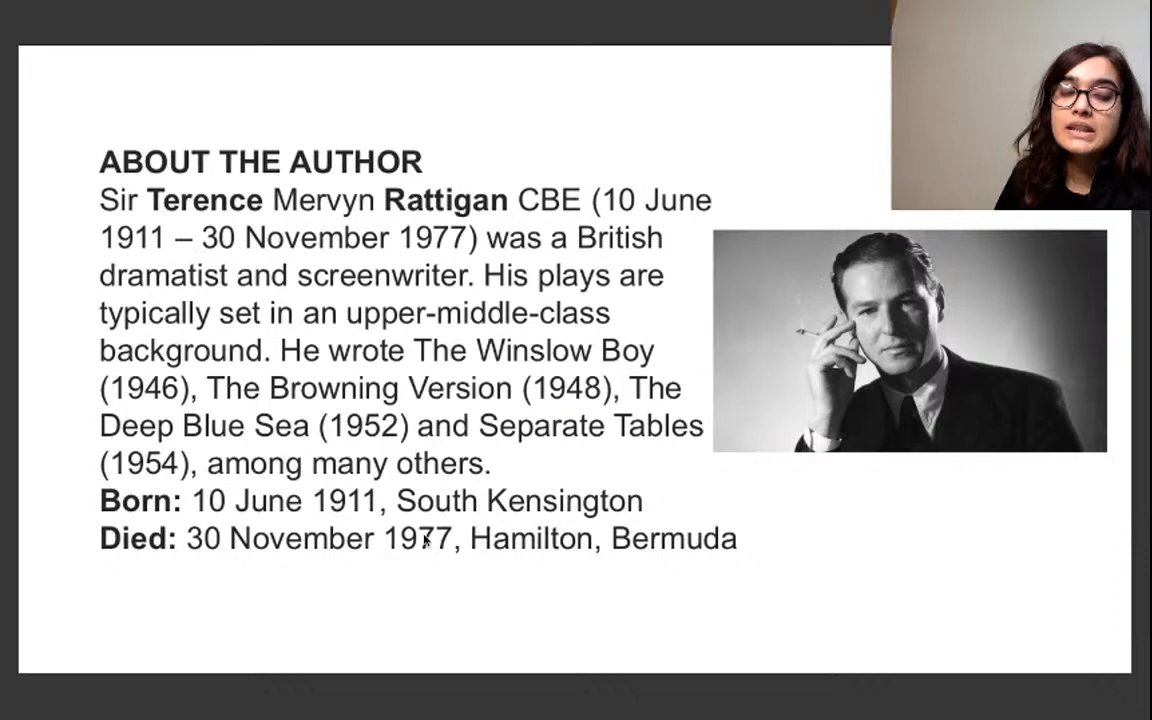 ABOUT THE AUTHOR
Sir Terence Mervyn Rattigan CBE (10 June
1911 – 30 November 1977) was a British
dramatist and screenwriter. His plays are
typically set in an upper-middle-class
background. He wrote The Winslow Boy
(1946), The Browning Version (1948), The
Deep Blue Sea (1952) and Separate Tables
(1954), among many others.
Born: 10 June 1911, South Kensington
Died: 30 November 1977, Hamilton, Bermuda